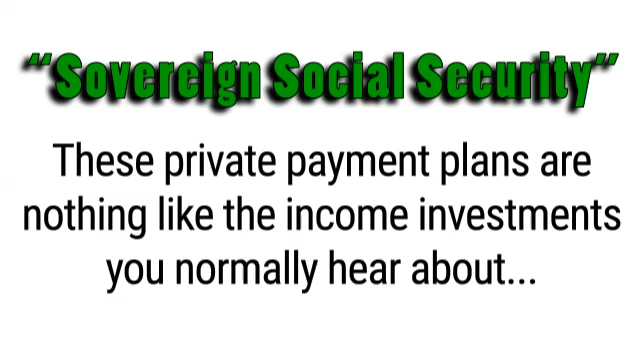 “Sovereign Social Security”
These private payment plans are
nothing like the income investments
you normally hear about...